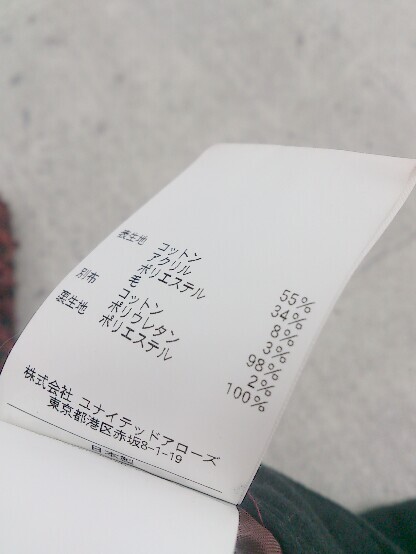 表生地 コットン 55%
アクリル 34%
ポリエステル 8%
毛 3%
別布 コットン 98%
ポリウレタン 2%
裏生地 ポリエステル 100%
株式会社 ユナイテッドアローズ
東京都港区赤坂8-1-19
日本製